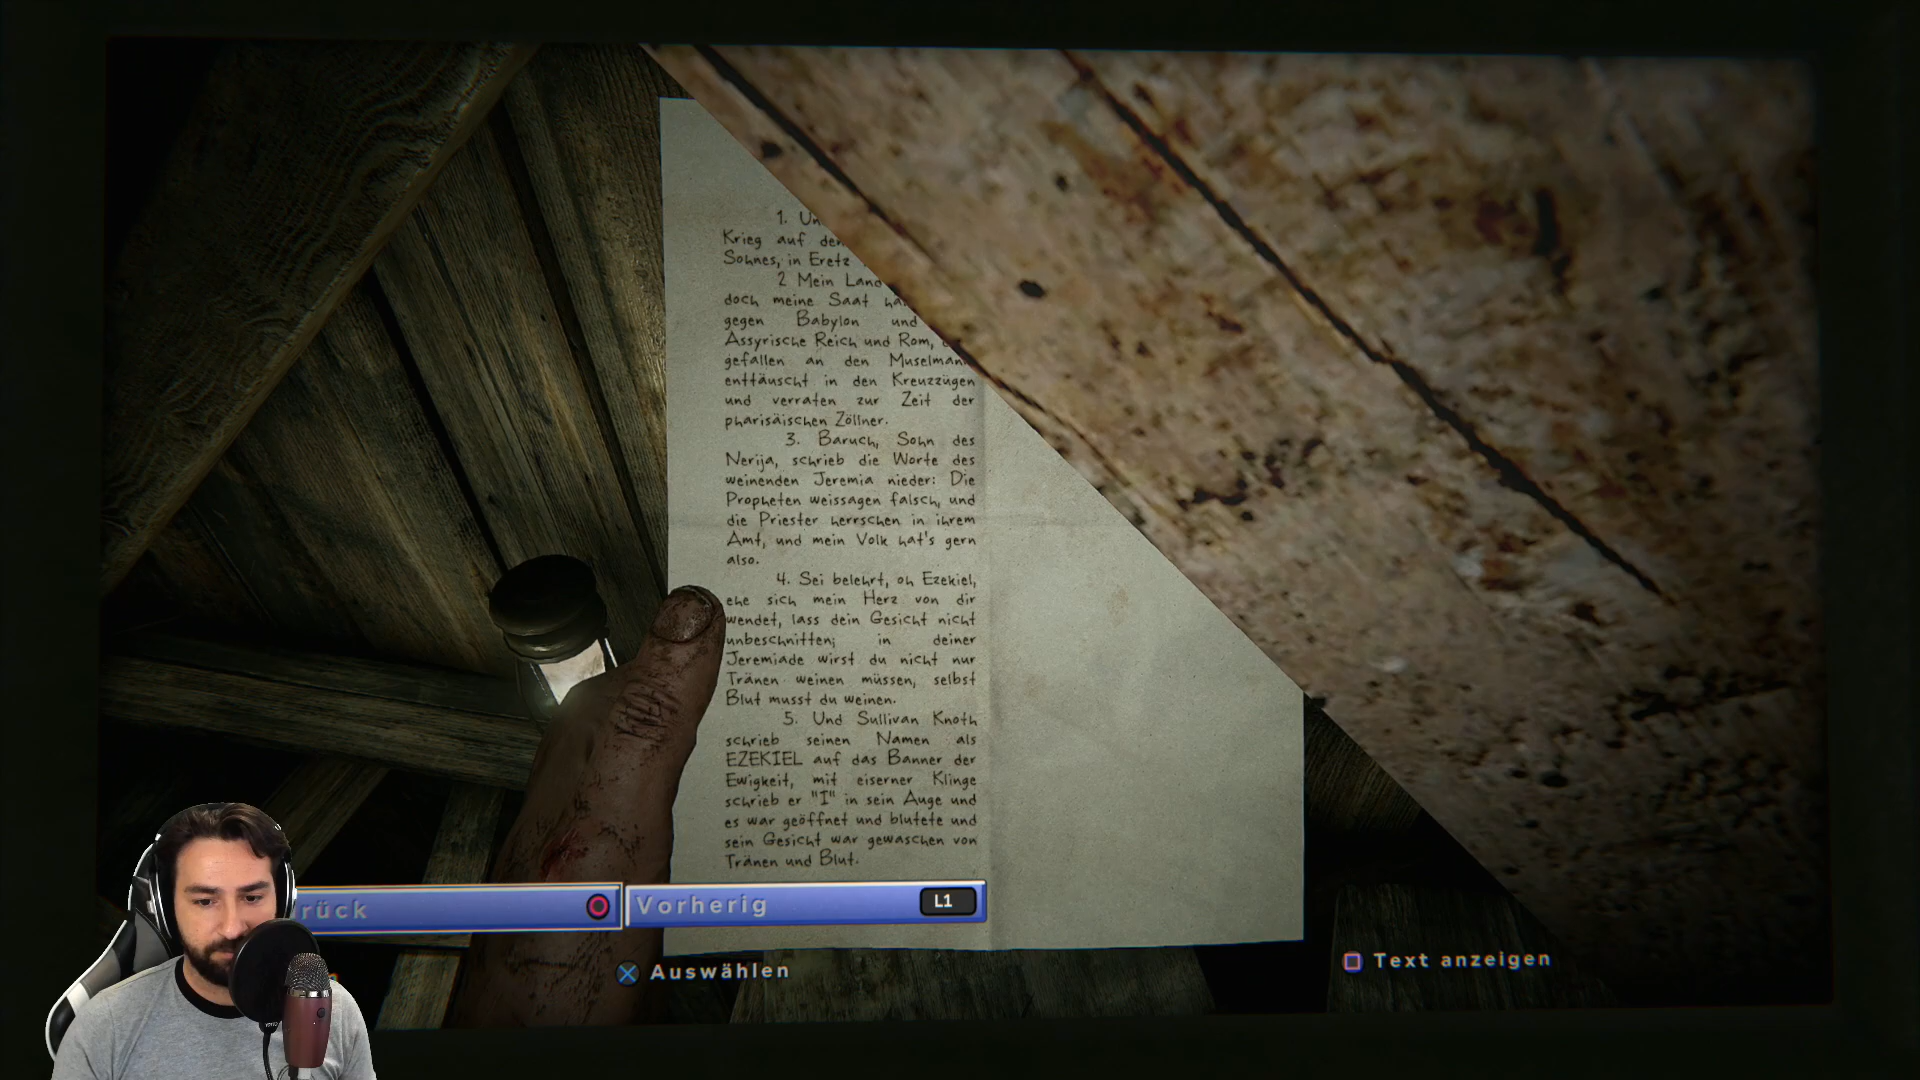 1. Un
Krieg auf den
Sohnes, in Eretz
2 Mein Land
doch meine Saat ha
gegen Babylon und
Assyrische Reich und Rom,
gefallen an den Muselmann
enttäuscht in den Kreuzzügen
und verraten zur Zeit der
pharisäischen Zöllner.
3. Baruch, Sohn des
Nerija, schrieb die Worte des
weinenden Jeremia nieder: Die
Propheten weissagen falsch, und
die Priester herrschen in ihrem
Amt, und mein Volk hat's gern
also.
4. Sei belehrt, oh Ezekiel,
ehe sich mein Herz von dir
wendet, lass dein Gesicht nicht
unbeschnitten; in deiner
Jeremiade wirst du nicht nur
Tränen weinen müssen, selbst
Blut musst du weinen.
5. Und Sullivan Knoth
schrieb seinen Namen als
EZEKIEL auf das Banner der
Ewigkeit, mit eiserner Klinge
schrieb er "I" in sein Auge und
es war geöffnet und blutete und
sein Gesicht war gewaschen von
Tränen und Blut.
rück
Vorherig L1
Auswählen
Text anzeigen